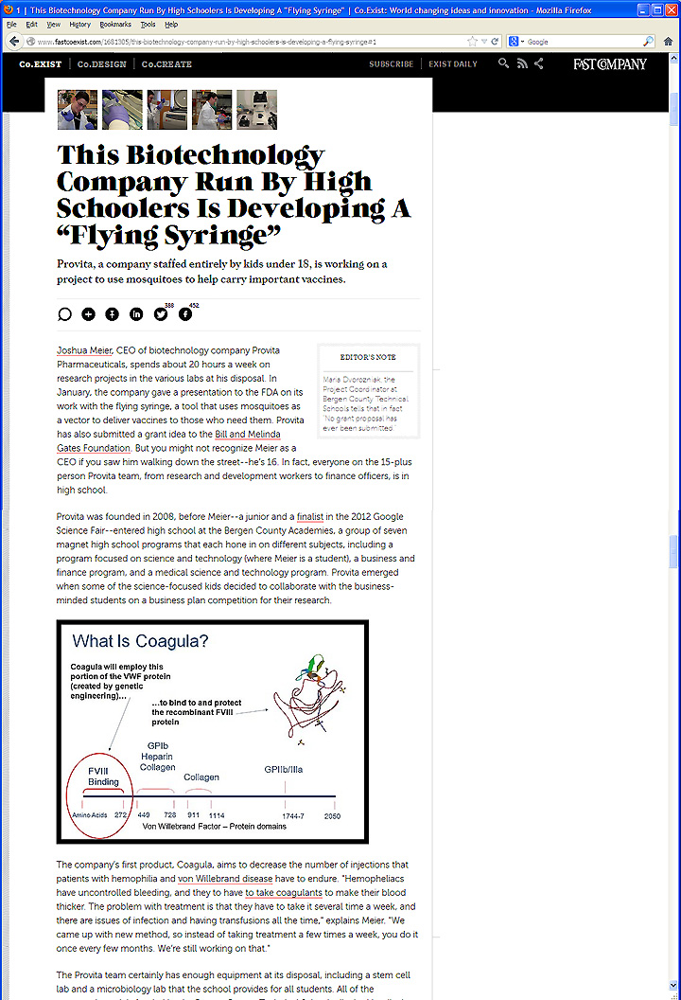 1 | This Biotechnology Company Run By High Schoolers Is Developing A "Flying Syringe" | Co.Exist: World changing ideas and innovation - Mozilla Firefox
File Edit View History Bookmarks Tools Help
www.fastcoexist.com/1681305/this-biotechnology-company-run-by-high-schoolers-is-developing-a-flying-syringe#1
Google
Co.EXIST Co.DESIGN Co.CREATE SUBSCRIBE EXIST DAILY FAST COMPANY
This Biotechnology
Company Run By High
Schoolers Is Developing A
“Flying Syringe”
Provita, a company staffed entirely by kids under 18, is working on a
project to use mosquitoes to help carry important vaccines.
388 452
Joshua Meier, CEO of biotechnology company Provita
Pharmaceuticals, spends about 20 hours a week on
research projects in the various labs at his disposal. In
January, the company gave a presentation to the FDA on its
work with the flying syringe, a tool that uses mosquitoes as
a vector to deliver vaccines to those who need them. Provita
has also submitted a grant idea to the Bill and Melinda
Gates Foundation. But you might not recognize Meier as a
CEO if you saw him walking down the street--he's 16. In fact, everyone on the 15-plus
person Provita team, from research and development workers to finance officers, is in
high school.
EDITOR'S NOTE
Maria Dvorozniak, the
Project Coordinator at
Bergen County Technical
Schools tells that in fact
"No grant proposal has
ever been submitted."
Provita was founded in 2008, before Meier--a junior and a finalist in the 2012 Google
Science Fair--entered high school at the Bergen County Academies, a group of seven
magnet high school programs that each hone in on different subjects, including a
program focused on science and technology (where Meier is a student), a business and
finance program, and a medical science and technology program. Provita emerged
when some of the science-focused kids decided to collaborate with the business-
minded students on a business plan competition for their research.
What Is Coagula?
Coagula will employ this
portion of the VWF protein
(created by genetic
engineering)...
...to bind to and protect
the recombinant FVIII
protein
FVIII
Binding
GPIb
Heparin
Collagen
Collagen
GPIIb/IIIa
Amino Acids 272 449 728 911 1114 1744-7 2050
Von Willebrand Factor – Protein domains
The company's first product, Coagula, aims to decrease the number of injections that
patients with hemophilia and von Willebrand disease have to endure. "Hemopheliacs
have uncontrolled bleeding, and they to have to take coagulants to make their blood
thicker. The problem with treatment is that they have to take it several time a week, and
there are issues of infection and having transfusions all the time," explains Meier. "We
came up with new method, so instead of taking treatment a few times a week, you do it
once every few months. We're still working on that."
The Provita team certainly has enough equipment at its disposal, including a stem cell
lab and a microbiology lab that the school provides for all students. All of the